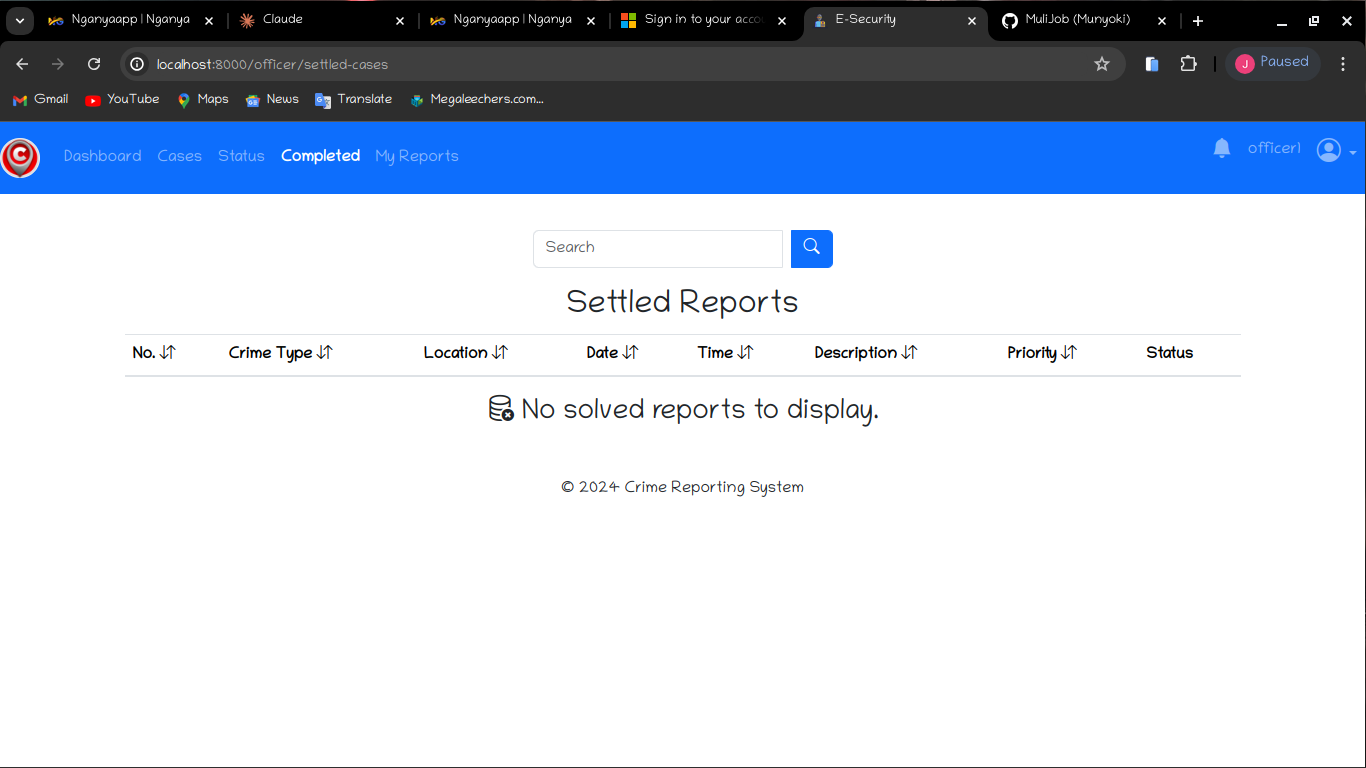 Nganyaapp | Nganya
Claude
Nganyaapp | Nganya
Sign in to your acco
E-Security
MuliJob (Munyoki)
localhost:8000/officer/settled-cases
J Paused
Gmail YouTube Maps News Translate Megaleechers.com...
C Dashboard Cases Status Completed My Reports officer1
Search
Settled Reports
No. Crime Type Location Date Time Description Priority Status
No solved reports to display.
© 2024 Crime Reporting System